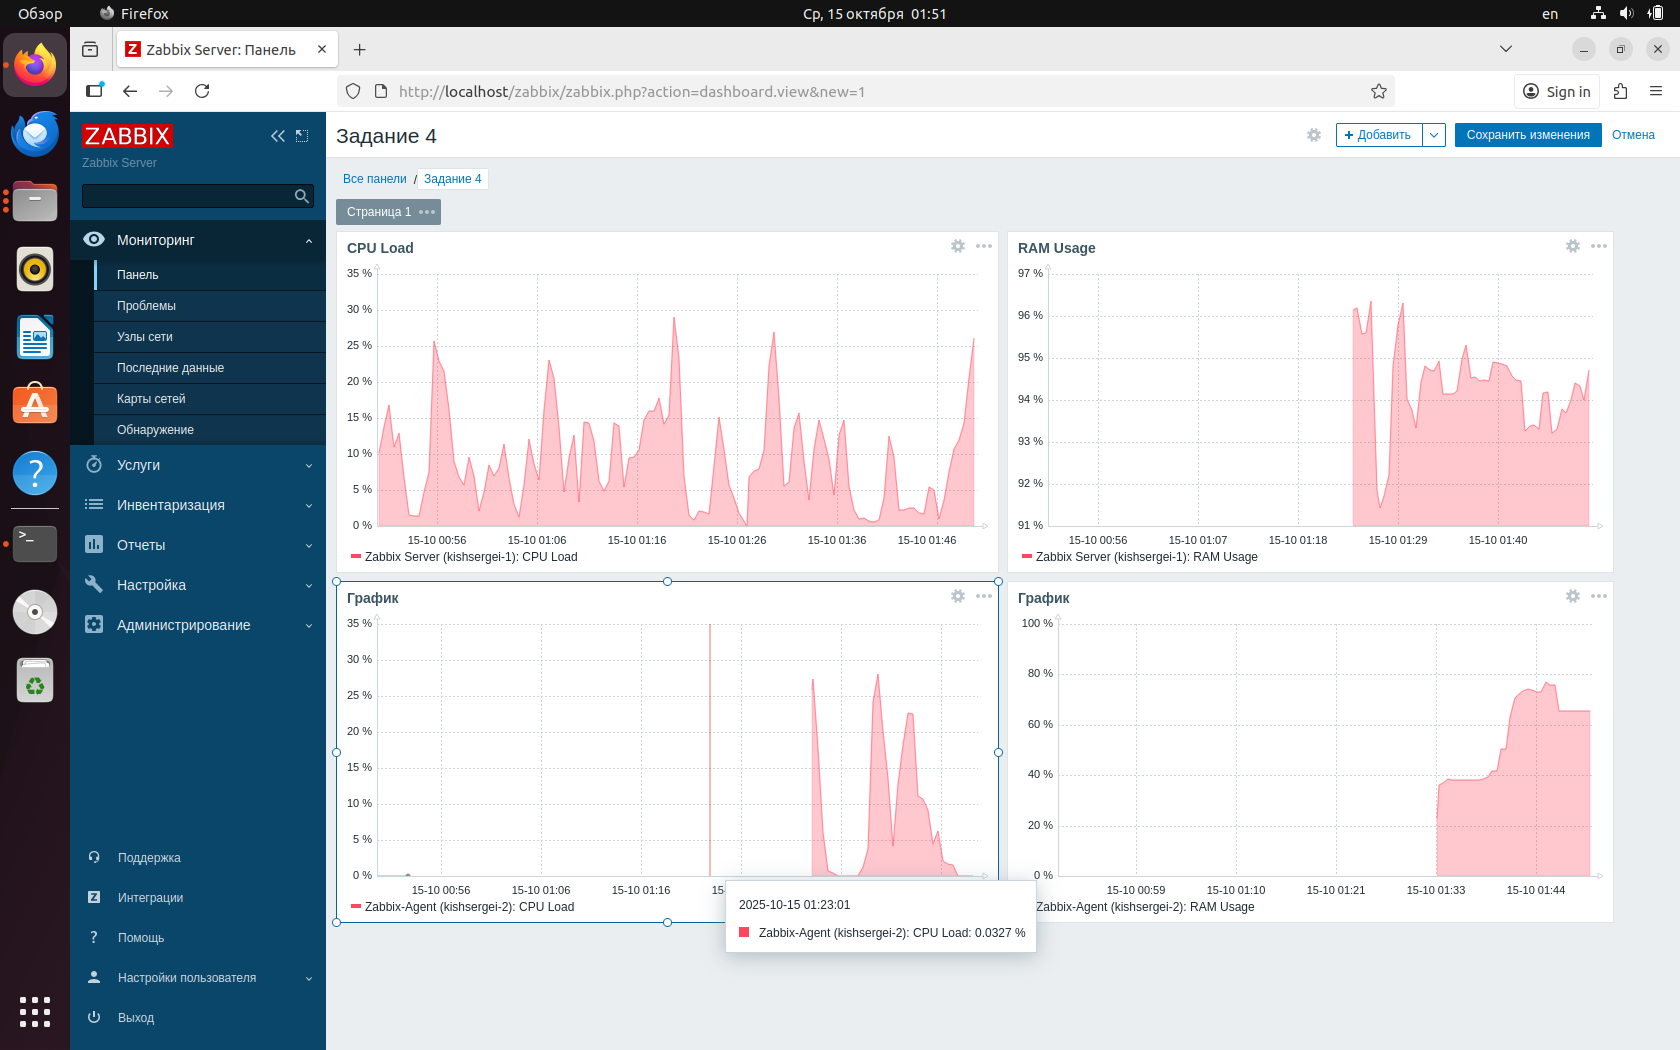 Обзор
Firefox
Ср, 15 октября 01:51
en
Z Zabbix Server: Панель
http://localhost/zabbix/zabbix.php?action=dashboard.view&new=1
Sign in
ZABBIX
Zabbix Server
Мониторинг
Панель
Проблемы
Узлы сети
Последние данные
Карты сетей
Обнаружение
Услуги
Инвентаризация
Отчеты
Настройка
Администрирование
Поддержка
Z Интеграции
? Помощь
Настройки пользователя
Выход
Задание 4
+ Добавить
Сохранить изменения
Отмена
Все панели / Задание 4
Страница 1
CPU Load
35 %
30 %
25 %
20 %
15 %
10 %
5 %
0 %
15-10 00:56 15-10 01:06 15-10 01:16 15-10 01:26 15-10 01:36 15-10 01:46
Zabbix Server (kishsergei-1): CPU Load
RAM Usage
97 %
96 %
95 %
94 %
93 %
92 %
91 %
15-10 00:56 15-10 01:07 15-10 01:18 15-10 01:29 15-10 01:40
Zabbix Server (kishsergei-1): RAM Usage
График
35 %
30 %
25 %
20 %
15 %
10 %
5 %
0 %
15-10 00:56 15-10 01:06 15-10 01:16 15-
Zabbix-Agent (kishsergei-2): CPU Load
2025-10-15 01:23:01
Zabbix-Agent (kishsergei-2): CPU Load: 0.0327 %
График
100 %
80 %
60 %
40 %
20 %
0 %
15-10 00:59 15-10 01:10 15-10 01:21 15-10 01:33 15-10 01:44
Zabbix-Agent (kishsergei-2): RAM Usage